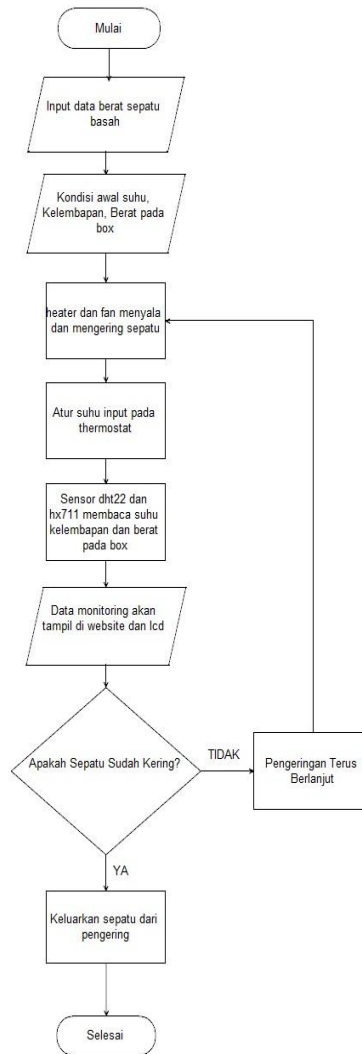 Mulai
Input data berat sepatu
basah
Kondisi awal suhu,
Kelembapan, Berat pada
box
heater dan fan menyala
dan mengering sepatu
Atur suhu input pada
thermostat
Sensor dht22 dan
hx711 membaca suhu
kelembapan dan berat
pada box
Data monitoring akan
tampil di website dan lcd
Apakah Sepatu Sudah Kering?
TIDAK
Pengeringan Terus
Berlanjut
YA
Keluarkan sepatu dari
pengering
Selesai